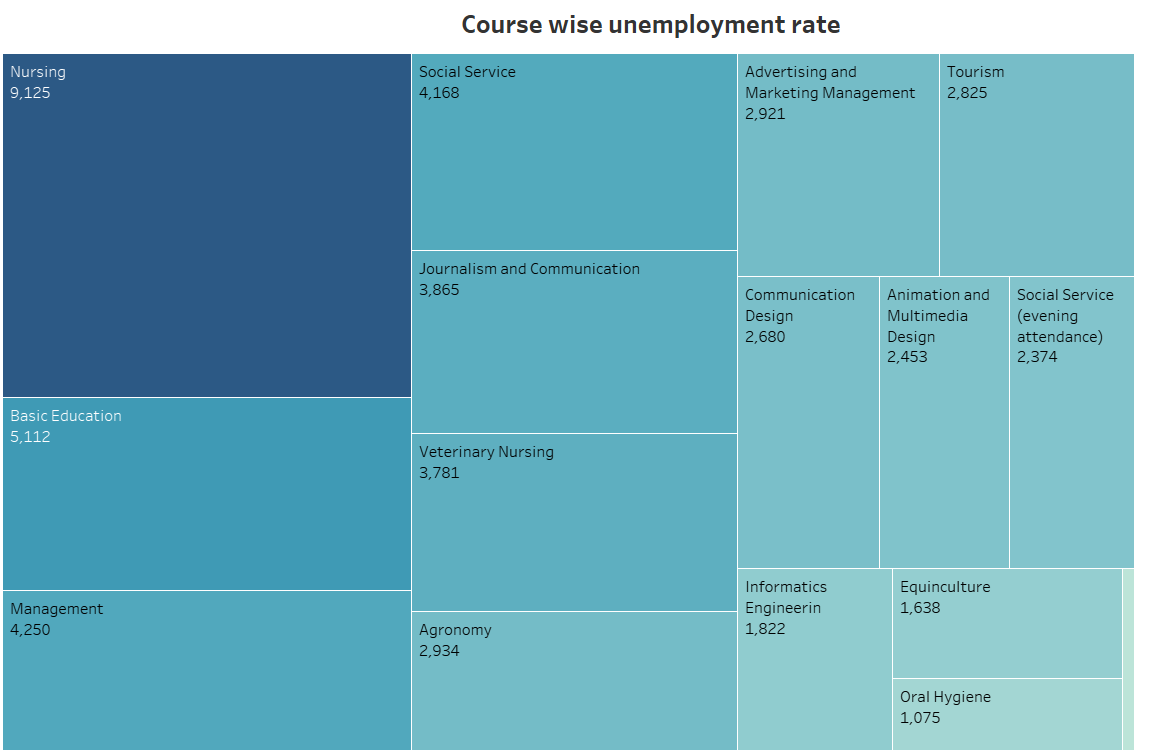 Course wise unemployment rate
Nursing
9,125
Basic Education
5,112
Management
4,250
Social Service
4,168
Journalism and Communication
3,865
Veterinary Nursing
3,781
Agronomy
2,934
Advertising and
Marketing Management
2,921
Tourism
2,825
Communication
Design
2,680
Animation and
Multimedia
Design
2,453
Social Service
(evening
attendance)
2,374
Informatics
Engineerin
1,822
Equinculture
1,638
Oral Hygiene
1,075